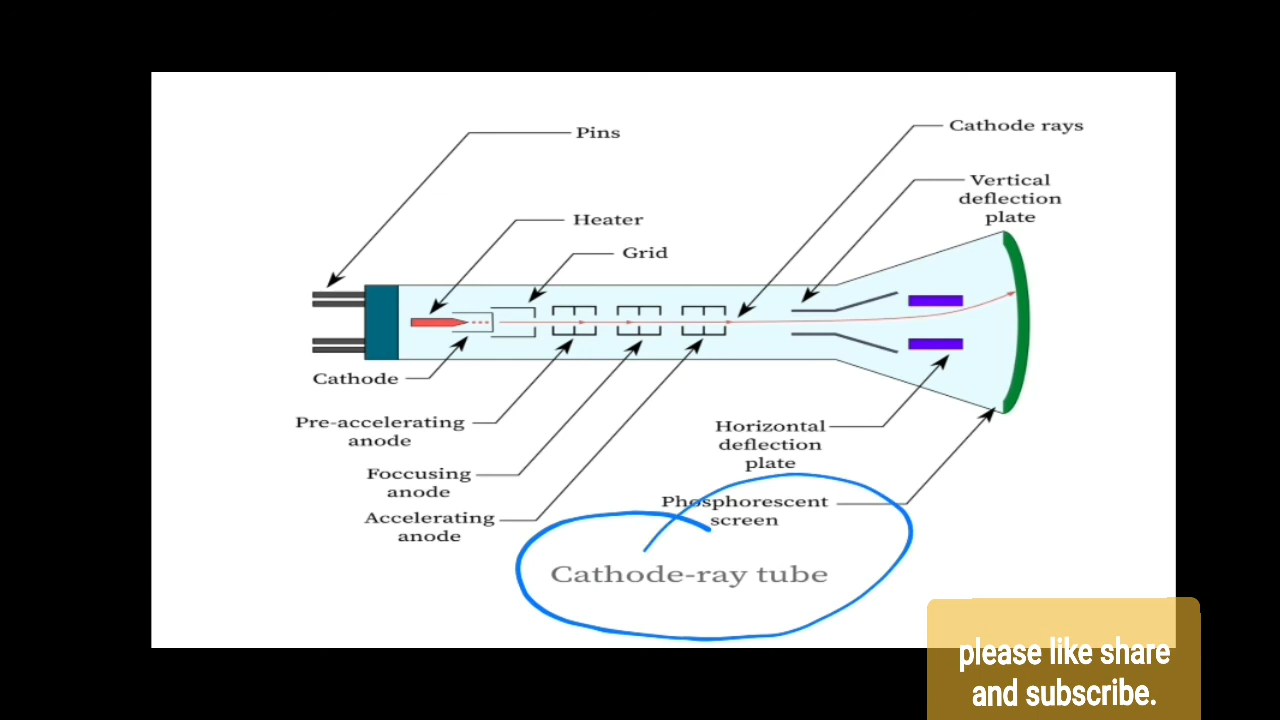 Pins
Cathode rays
Vertical
deflection
plate
Heater
Grid
Cathode
Pre-accelerating
anode
Foccusing
anode
Accelerating
anode
Horizontal
deflection
plate
Phosphorescent
screen
Cathode-ray tube
please like share
and subscribe.